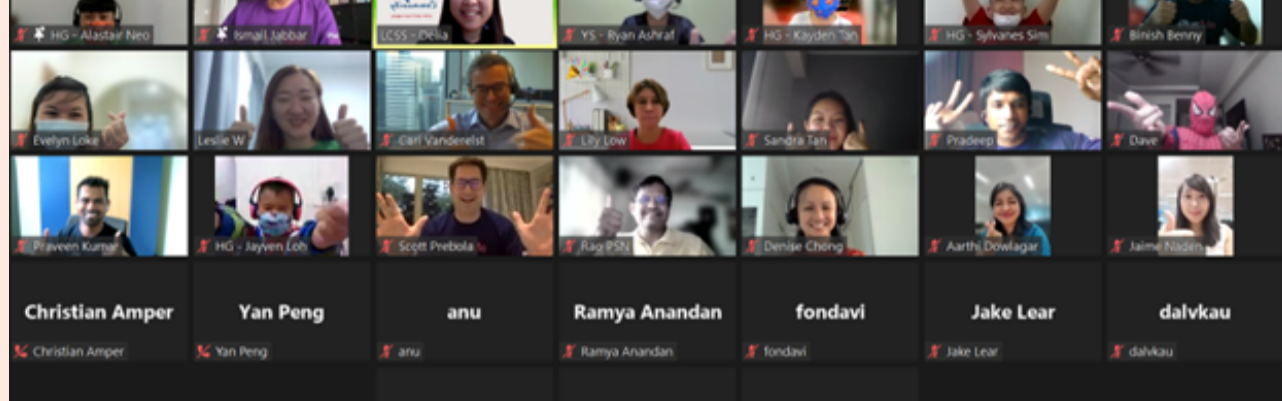 Community
HG - Alastair Neo
Ismail Jabbar
LCSS - Delia
YS - Ryan Ashraf
HG - Kayden Tan
HG - Sylvanes Sim
Binish Benny
Evelyn Loke
Leslie W
Carl Vanderelst
Lily Low
Sandra Tan
Pradeep
Dave
Praveen Kumar
HG - Jayven Loh
Scott Prebola
Rao PSN
Denise Chong
Aarthi Dowlagar
Jaime Naden
Christian Amper
Yan Peng
anu
Ramya Anandan
fondavi
Jake Lear
dalvkau
Christian Amper
Yan Peng
anu
Ramya Anandan
fondavi
Jake Lear
dalvkau